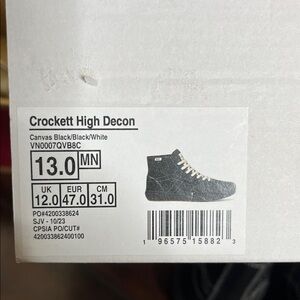 Crockett High Decon
Canvas Black/Black/White
VN0007QVB8C
13.0 MN
UK EUR CM
12.0 47.0 31.0
PO#4200338624
SJV - 10/23
CPSIA PO/CUT#
420033862400100
1 96575 15882 3